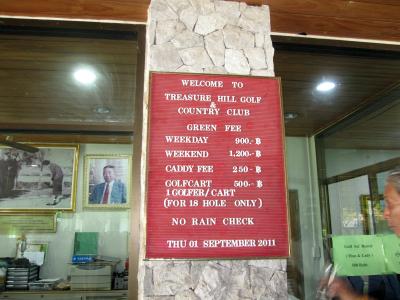 WELCOME TO
TREASURE HILL GOLF
&
COUNTRY CLUB
GREEN FEE
WEEKDAY 900.- ฿
WEEKEND 1,200.- ฿
CADDY FEE 250 - ฿
GOLFCART 500.- ฿
1 GOLFER/CART
(FOR 18 HOLE ONLY)
NO RAIN CHECK
THU 01 SEPTEMBER 2011